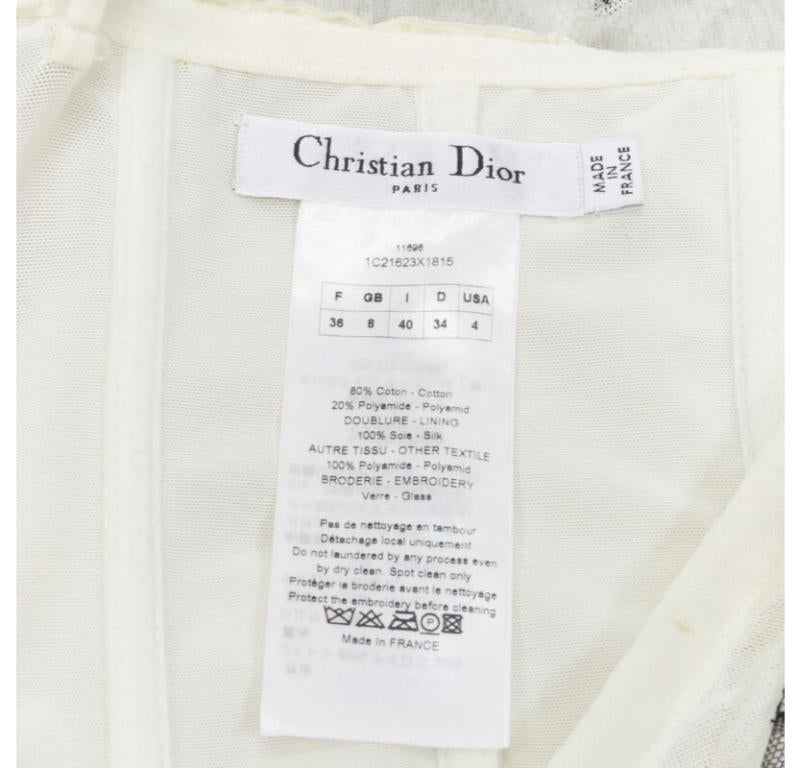 Christian Dior
PARIS
MADE
IN
FRANCE
11696
1C21623X1815
F GB I D USA
36 8 40 34 4
80% Coton - Cotton
20% Polyamide - Polyamid
DOUBLURE - LINING
100% Soie - Silk
AUTRE TISSU - OTHER TEXTILE
100% Polyamide - Polyamid
BRODERIE - EMBROIDERY
Verre - Glass
Pas de nettoyage en tambour
Détachage local uniquement
Do not laundered by any process even
by dry clean. Spot clean only
Protéger la broderie avant le nettoyage
Protect the embroidery before cleaning
P
Made in FRANCE